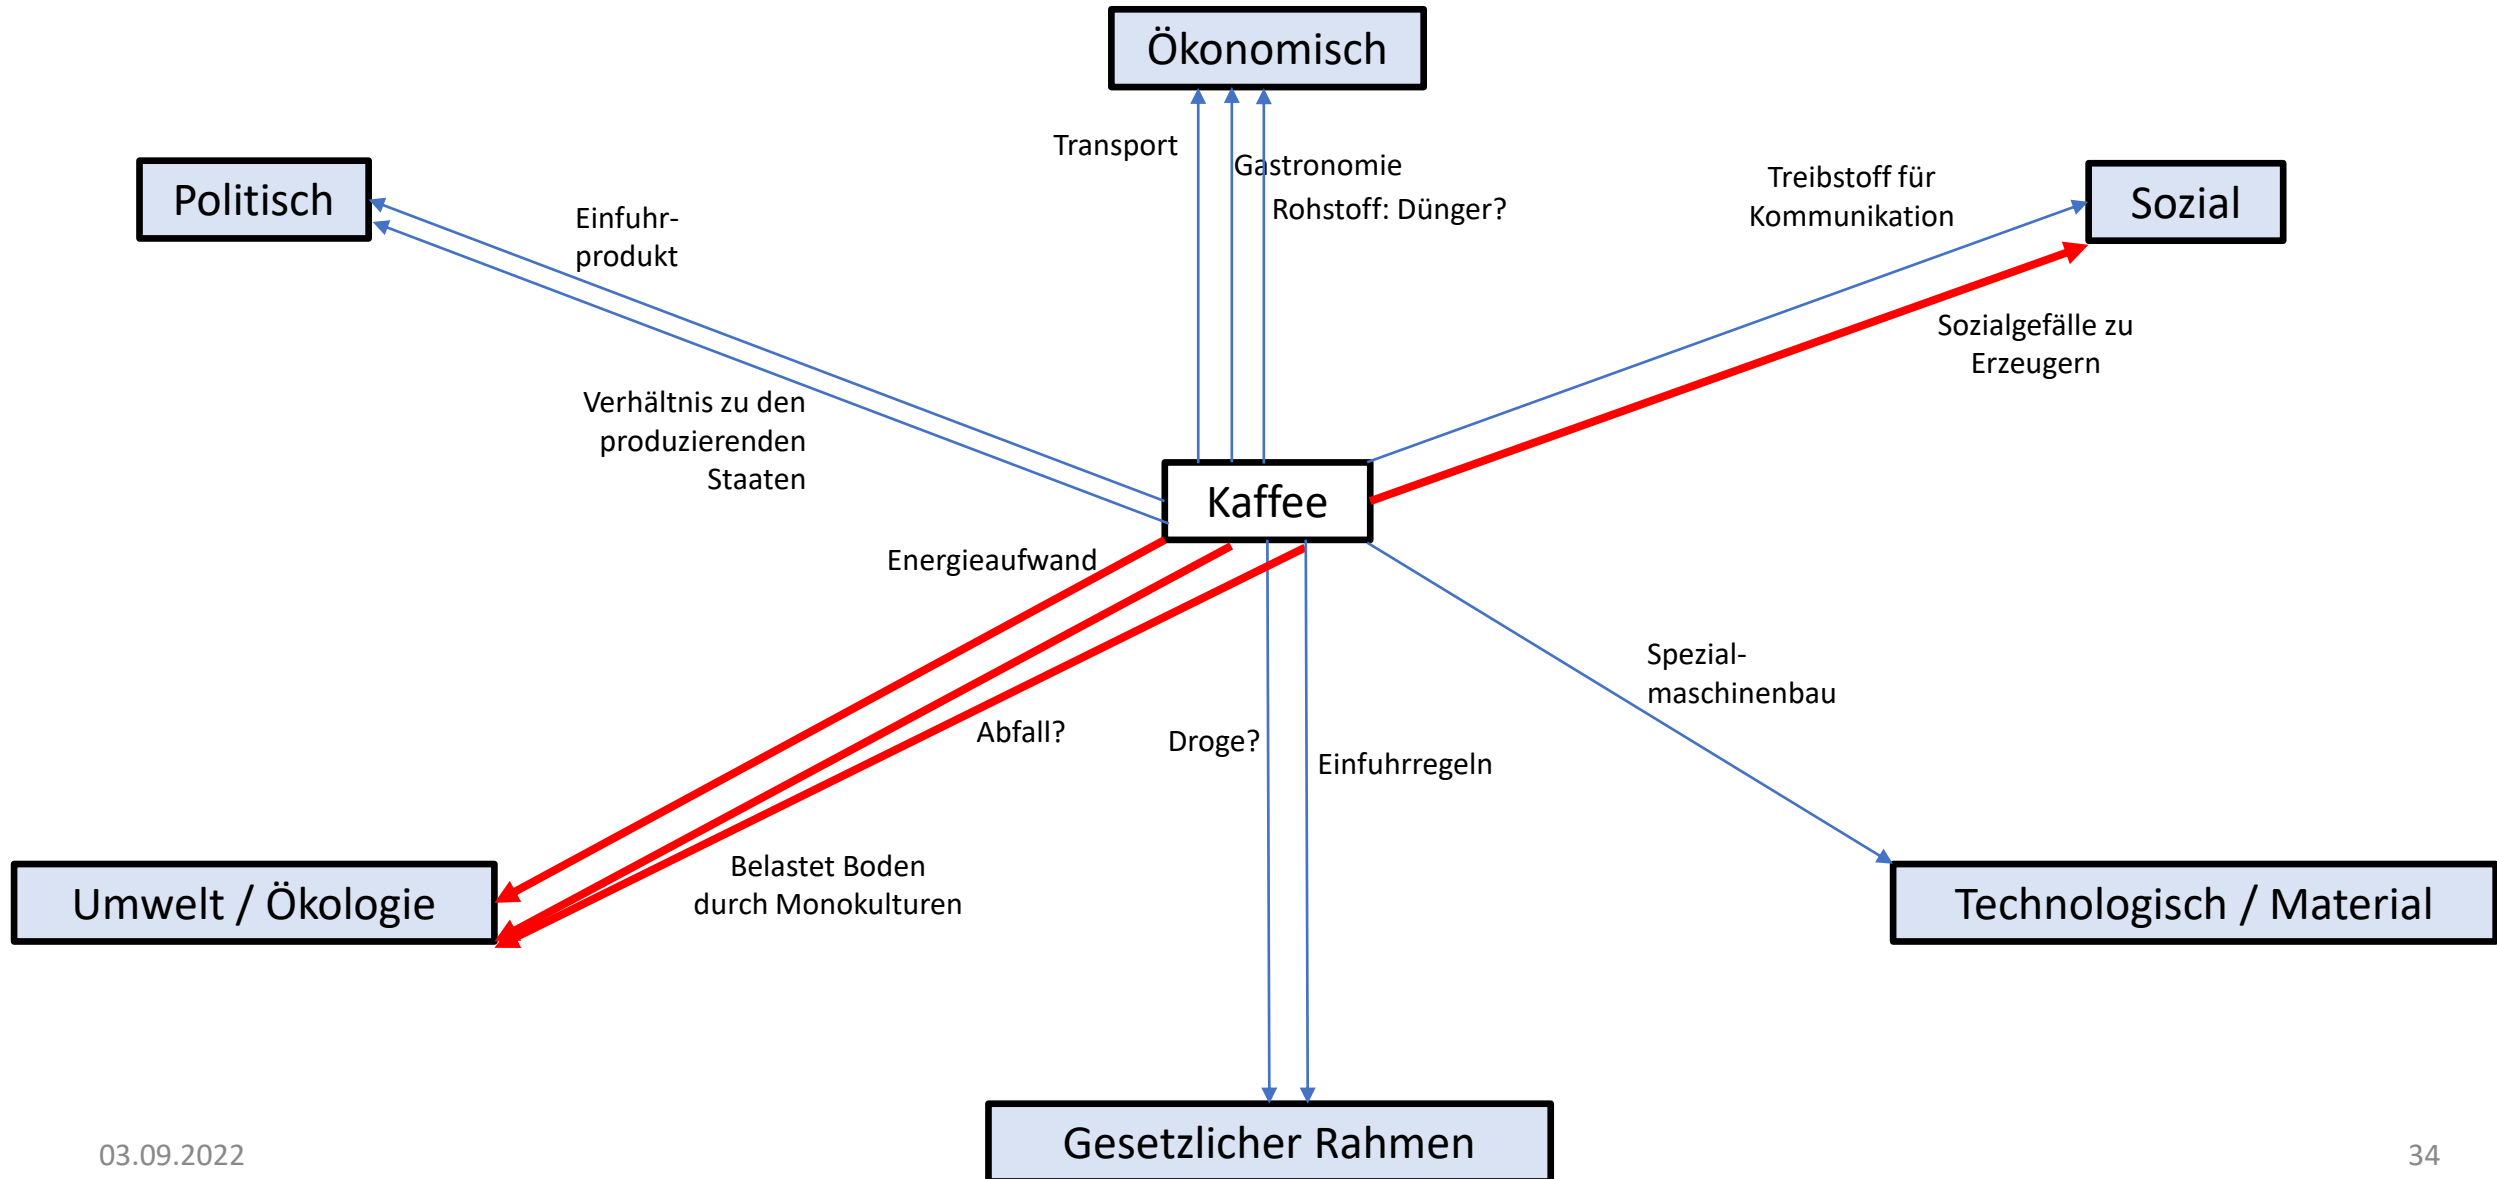 Ökonomisch
Transport
Gastronomie
Rohstoff: Dünger?
Politisch
Einfuhr-
produkt
Verhältnis zu den
produzierenden
Staaten
Treibstoff für
Kommunikation
Sozial
Sozialgefälle zu
Erzeugern
Kaffee
Energieaufwand
Abfall?
Belastet Boden
durch Monokulturen
Umwelt / Ökologie
Droge?
Einfuhrregeln
Spezial-
maschinenbau
Technologisch / Material
Gesetzlicher Rahmen
03.09.2022
34